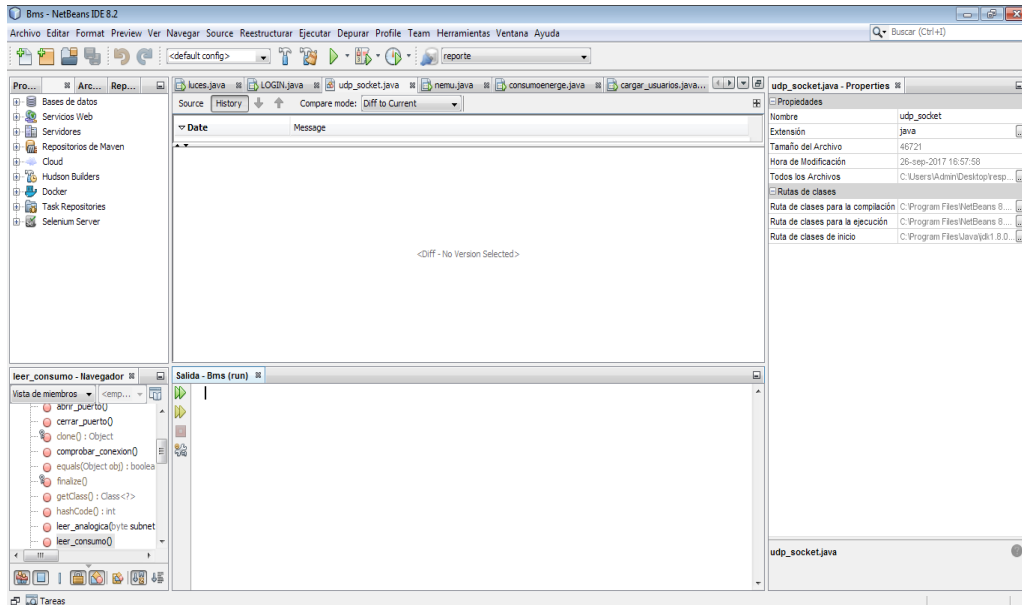 Bms - NetBeans IDE 8.2
Archivo Editar Format Preview Ver Navegar Source Reestructurar Ejecutar Depurar Profile Team Herramientas Ventana Ayuda
Buscar (Ctrl+I)
<default config>
reporte
Pro...
Arc...
Rep...
Bases de datos
Servicios Web
Servidores
Repositorios de Maven
Cloud
Hudson Builders
Docker
Task Repositories
Selenium Server
luces.java
LOGIN.java
udp_socket.java
nemu.java
consumoenerge.java
cargar_usuarios.java...
Source History Compare mode: Diff to Current
Date Message
<Diff - No Version Selected>
udp_socket.java - Properties
Propiedades
Nombre udp_socket
Extensión java
Tamaño del Archivo 46721
Hora de Modificación 26-sep-2017 16:57:58
Todos los Archivos C:\Users\Admin\Desktop\resp...
Rutas de clases
Ruta de clases para la compilación C:\Program Files\NetBeans 8....
Ruta de clases para la ejecución C:\Program Files\NetBeans 8....
Ruta de clases de inicio C:\Program Files\Java\jdk1.8.0...
leer_consumo - Navegador
Vista de miembros <emp...
abrir_puerto()
cerrar_puerto()
clone() : Object
comprobar_conexion()
equals(Object obj) : boolea
finalize()
getClass() : Class<?>
hashCode() : int
leer_analogica(byte subnet
leer_consumo()
Salida - Bms (run)
udp_socket.java
Tareas